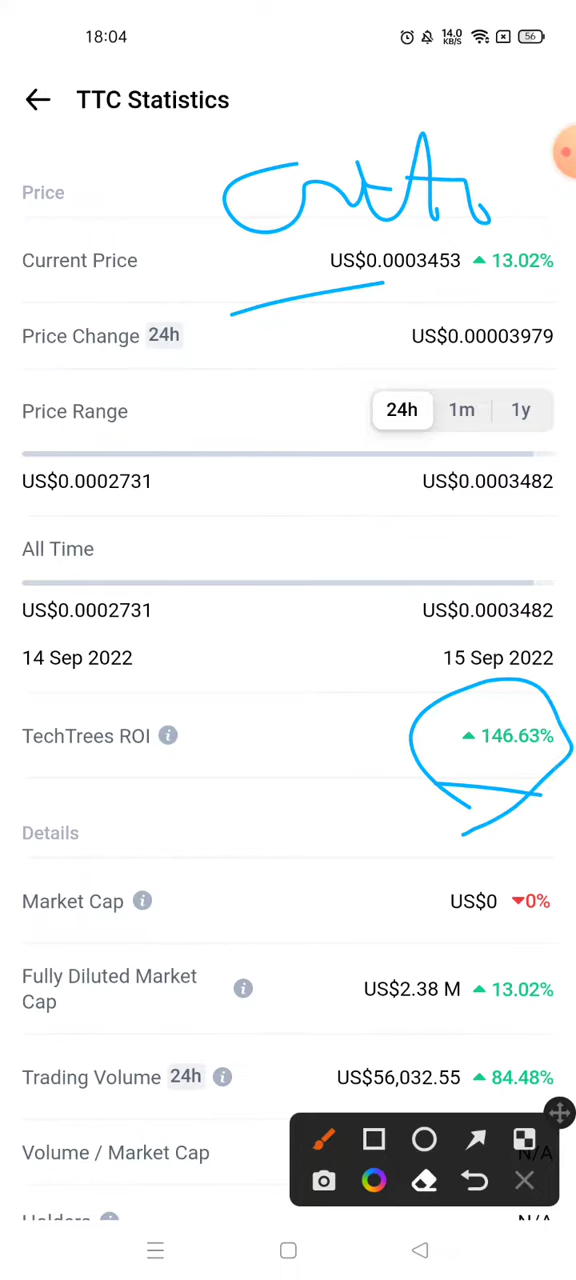 18:04 14.0 KB/S 56
TTC Statistics
Price
Current Price US$0.0003453 13.02%
Price Change 24h US$0.00003979
Price Range 24h 1m 1y
US$0.0002731 US$0.0003482
All Time
US$0.0002731 US$0.0003482
14 Sep 2022 15 Sep 2022
TechTrees ROI 146.63%
Details
Market Cap US$0 0%
Fully Diluted Market
Cap US$2.38 M 13.02%
Trading Volume 24h US$56,032.55 84.48%
Volume / Market Cap N/A
Holders N/A